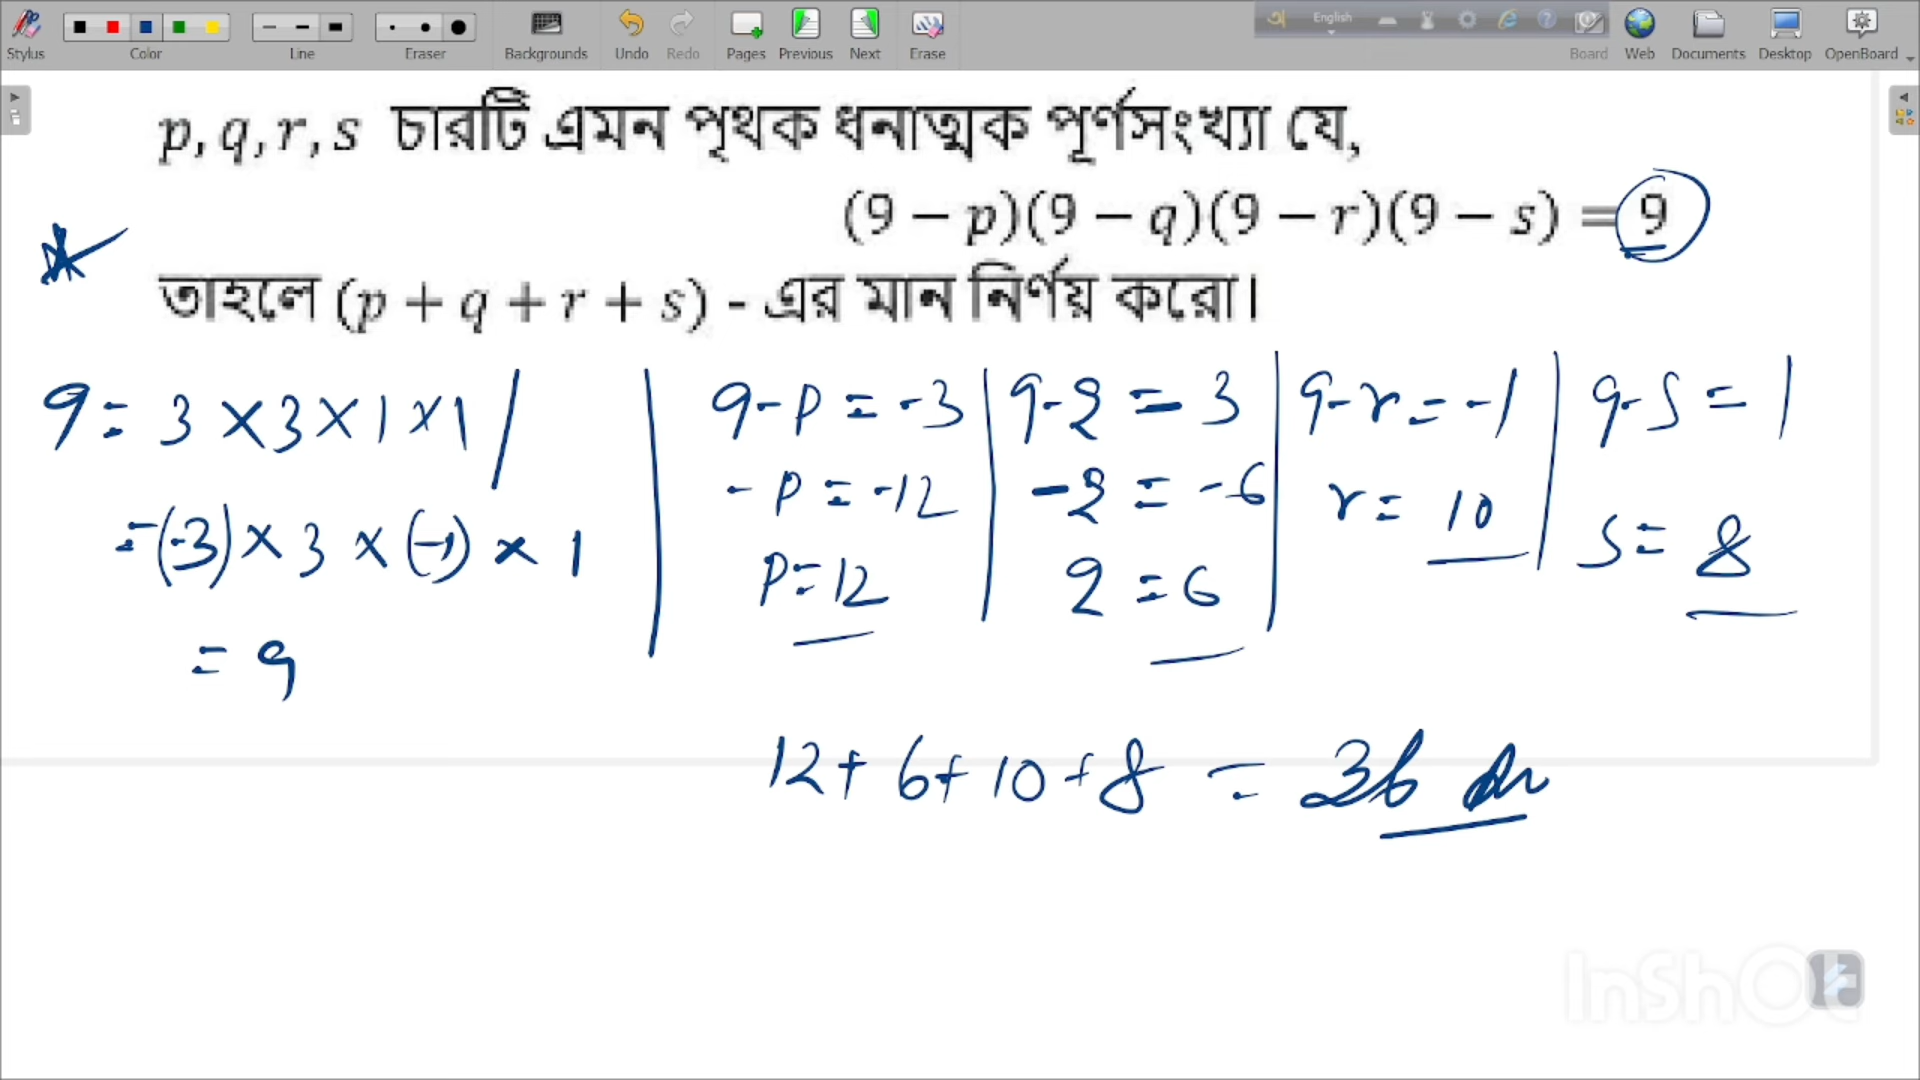 Stylus Color Line Eraser Backgrounds Undo Redo Pages Previous Next Erase English Board Web Documents Desktop OpenBoard
p, q, r, s চারটি এমন পৃথক ধনাত্মক পূর্ণসংখ্যা যে,
(9 − p)(9 − q)(9 − r)(9 − s) = 9
তাহলে (p + q + r + s) - এর মান নির্ণয় করো।
9 = 3 × 3 × 1 × 1
= (-3) × 3 × (-1) × 1
= 9
9 - p = -3
- p = -12
p = 12
9 - q = 3
- q = -6
q = 6
9 - r = -1
r = 10
9 - s = 1
s = 8
12 + 6 + 10 + 8 = 36
InShOt